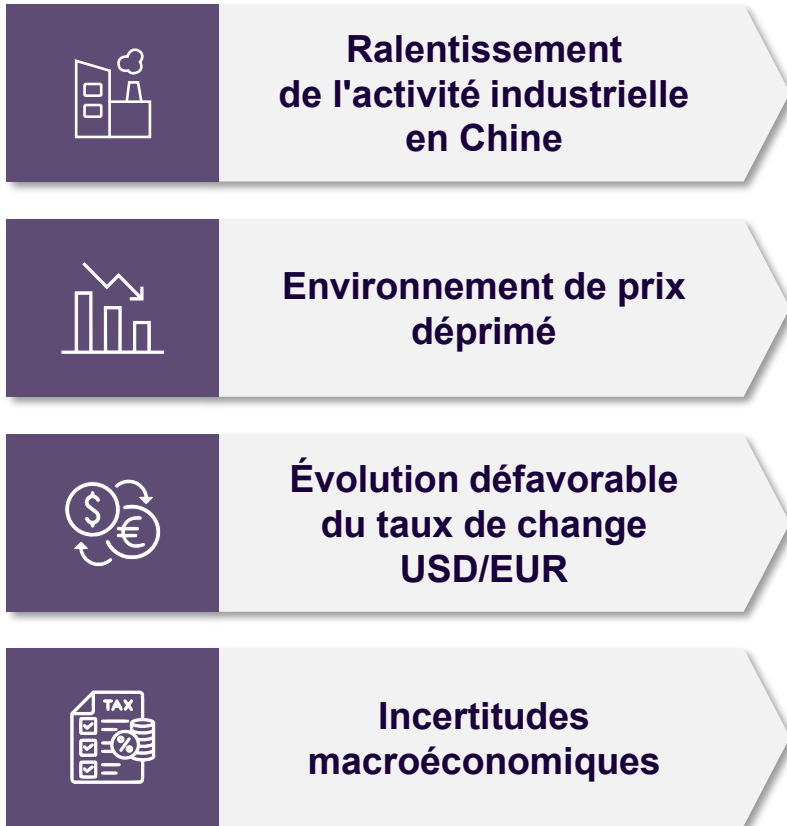 Ralentissement
de l'activité industrielle
en Chine
Environnement de prix
déprimé
$
€
Évolution défavorable
du taux de change
USD/EUR
TAX
%
Incertitudes
macroéconomiques